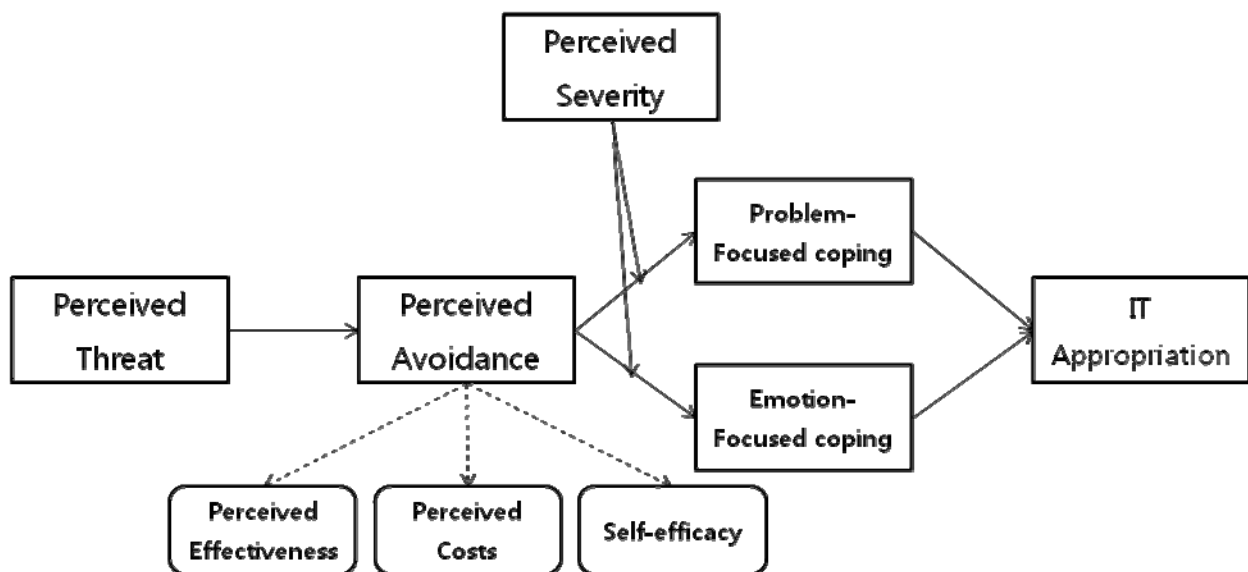 Perceived
Severity
Problem-
Focused coping
Perceived
Threat
Perceived
Avoidance
IT
Appropriation
Emotion-
Focused coping
Perceived
Effectiveness
Perceived
Costs
Self-efficacy